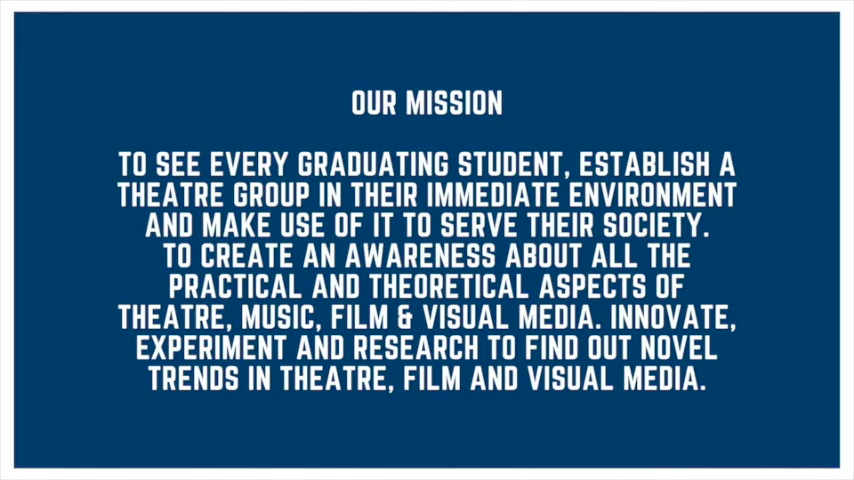 OUR MISSION
TO SEE EVERY GRADUATING STUDENT, ESTABLISH A
THEATRE GROUP IN THEIR IMMEDIATE ENVIRONMENT
AND MAKE USE OF IT TO SERVE THEIR SOCIETY.
TO CREATE AN AWARENESS ABOUT ALL THE
PRACTICAL AND THEORETICAL ASPECTS OF
THEATRE, MUSIC, FILM & VISUAL MEDIA. INNOVATE,
EXPERIMENT AND RESEARCH TO FIND OUT NOVEL
TRENDS IN THEATRE, FILM AND VISUAL MEDIA.